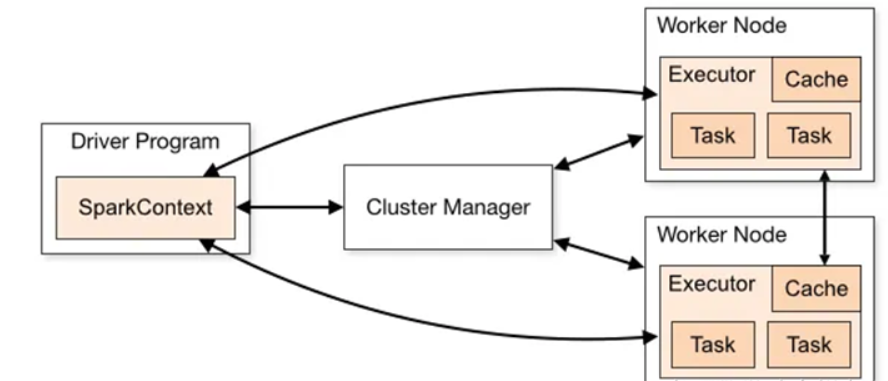 Driver Program
SparkContext
Cluster Manager
Worker Node
Executor
Cache
Task
Task
Worker Node
Executor
Cache
Task
Task